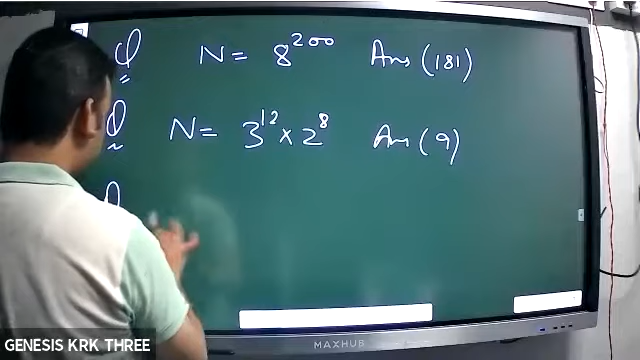 Q N = 8^200 Ans (181)
Q N = 3^12 × 2^8 Ans (9)
Q
MAXHUB
GENESIS KRK THREE